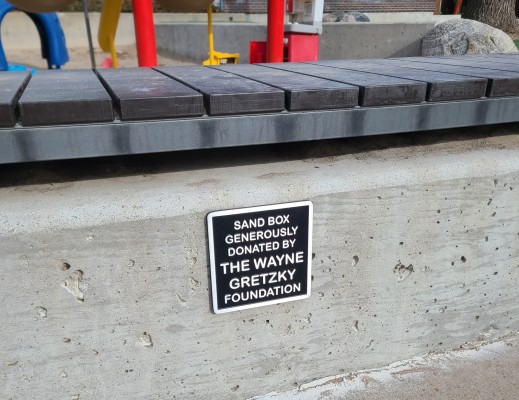 SAND BOX
GENEROUSLY
DONATED BY
THE WAYNE
GRETZKY
FOUNDATION